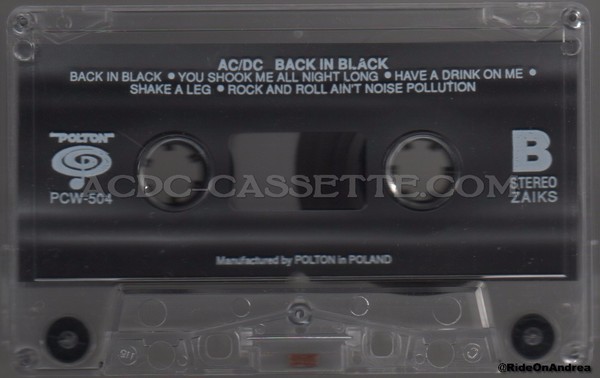 AC/DC BACK IN BLACK
BACK IN BLACK • YOU SHOOK ME ALL NIGHT LONG • HAVE A DRINK ON ME •
SHAKE A LEG • ROCK AND ROLL AIN'T NOISE POLLUTION
"POLTON"
B
ACDC-CASSETTE.COM
STEREO
PCW-504
ZAIKS
Manufactured by POLTON in POLAND
@RideOnAndrea